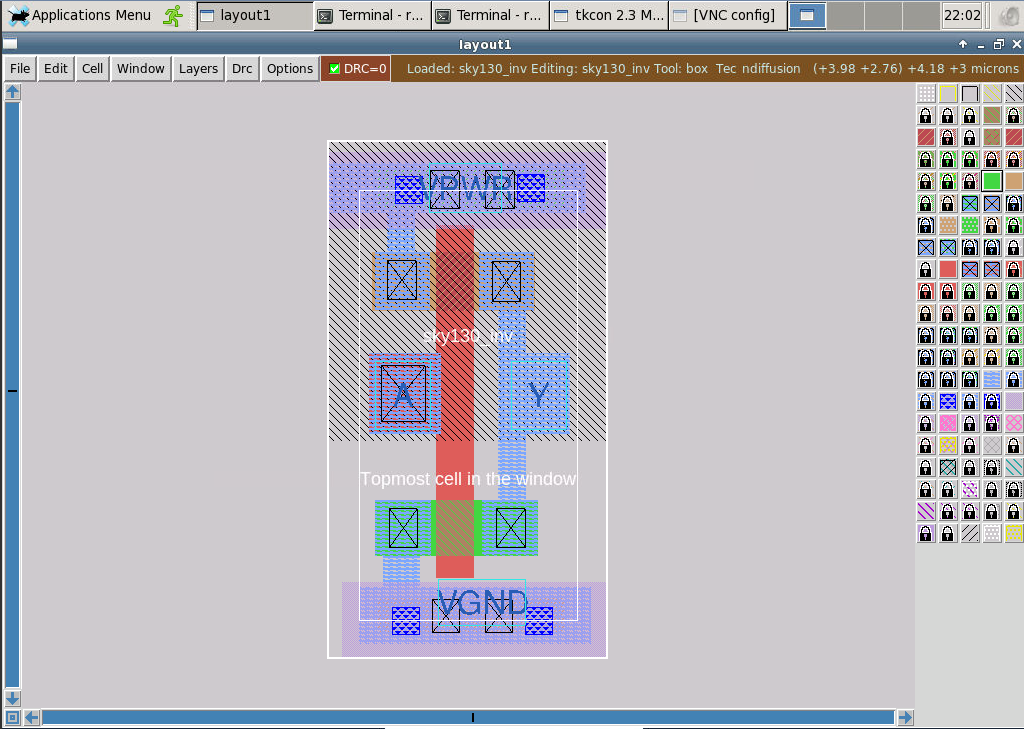 Applications Menu layout1 Terminal - r... Terminal - r... tkcon 2.3 M... [VNC config] 22:02
layout1
File Edit Cell Window Layers Drc Options DRC=0 Loaded: sky130_inv Editing: sky130_inv Tool: box Tec ndiffusion (+3.98 +2.76) +4.18 +3 microns
VPWR
sky130_inv
A Y
Topmost cell in the window
VGND